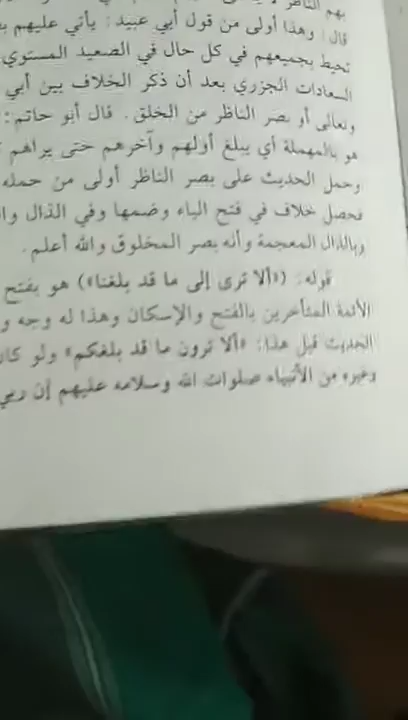 بهم الناظر
قال: وهذا أولى من قول أبي عبيد: يأتي عليهم
تحيط بجميعهم في كل حال في الصعيد المستوي
السعادات الجزري بعد أن ذكر الخلاف بين أبي
وتعالى أو بصر الناظر من الخلق. قال أبو حاتم:
هو بالمهملة أي يبلغ أولهم وآخرهم حتى يراهم
وحمل الحديث على بصر الناظر أولى من حمله
فحصل خلاف في فتح الياء وضمها وفي الذال
وبالذال المعجمة وأنه بصر المخلوق والله أعلم.
قوله: («ألا ترى إلى ما قد بلغنا») هو بفتح
الأئمة المتأخرين بالفتح والإسكان وهذا له وجه
الحديث قبل هذا: «ألا ترون ما قد بلغكم» ولو
وغيره من الأنبياء صلوات الله وسلامه عليهم إن ربي